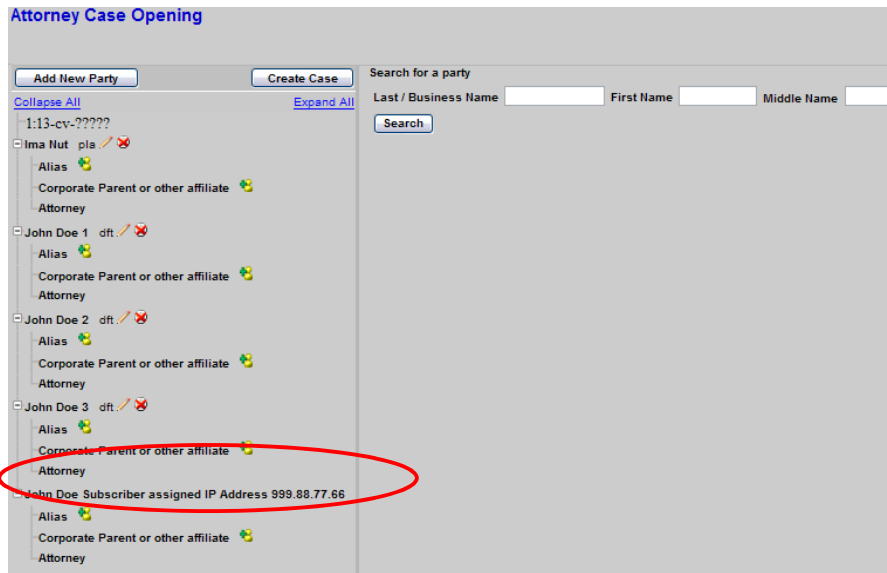 Attorney Case Opening
Add New Party Create Case
Collapse All Expand All
1:13-cv-?????
Ima Nut pla
Alias
Corporate Parent or other affiliate
Attorney
John Doe 1 dft
Alias
Corporate Parent or other affiliate
Attorney
John Doe 2 dft
Alias
Corporate Parent or other affiliate
Attorney
John Doe 3 dft
Alias
Corporate Parent or other affiliate
Attorney
John Doe Subscriber assigned IP Address 999.88.77.66
Alias
Corporate Parent or other affiliate
Attorney
Search for a party
Last / Business Name First Name Middle Name
Search